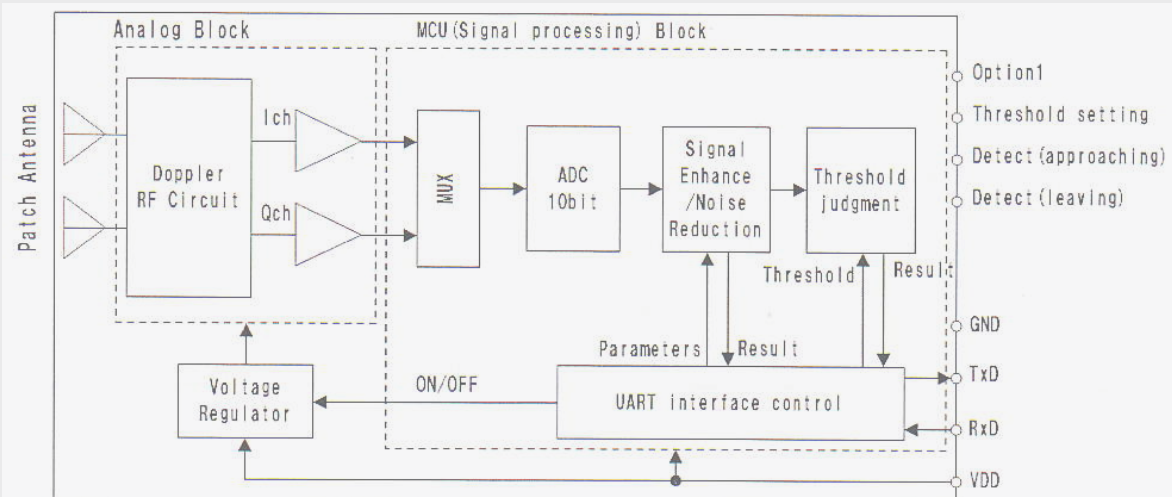 Analog Block
MCU(Signal processing) Block
Patch Antenna
Doppler
RF Circuit
Ich
Qch
MUX
ADC
10bit
Signal
Enhance
/Noise
Reduction
Threshold
judgment
Option1
Threshold setting
Detect(approaching)
Detect(leaving)
Threshold
Result
Parameters
Result
GND
TxD
RxD
VDD
Voltage
Regulator
ON/OFF
UART interface control